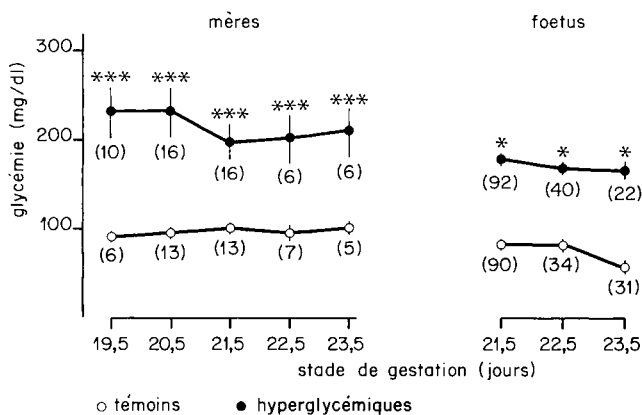 mères foetus
300
*** *** *** *** ***
200
* * *
(10) (16) (16) (6) (6)
(92) (40) (22)
100
(6) (13) (13) (7) (5)
(90) (34) (31)
glycémie (mg/dl)
19,5 20,5 21,5 22,5 23,5 21,5 22,5 23,5
stade de gestation (jours)
témoins hyperglycémiques